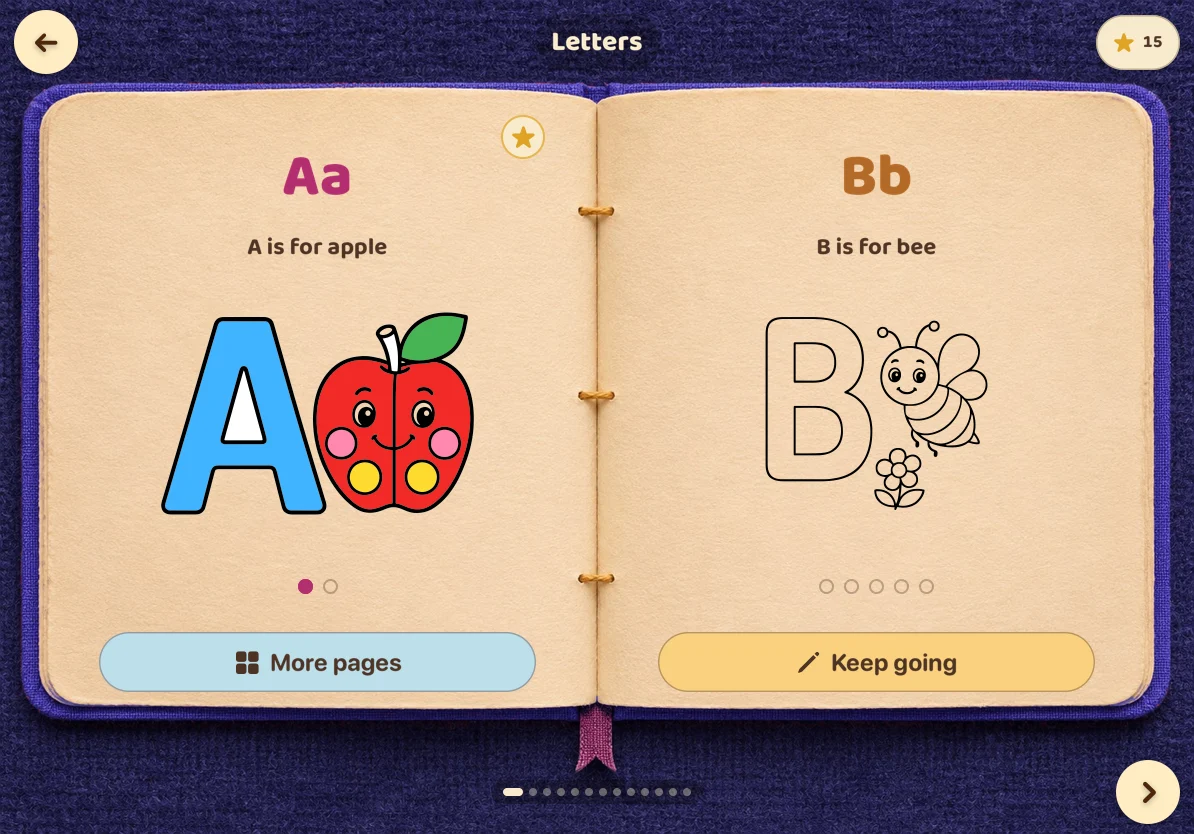 Letters
15
Aa
A is for apple
A
More pages
Bb
B is for bee
B
Keep going